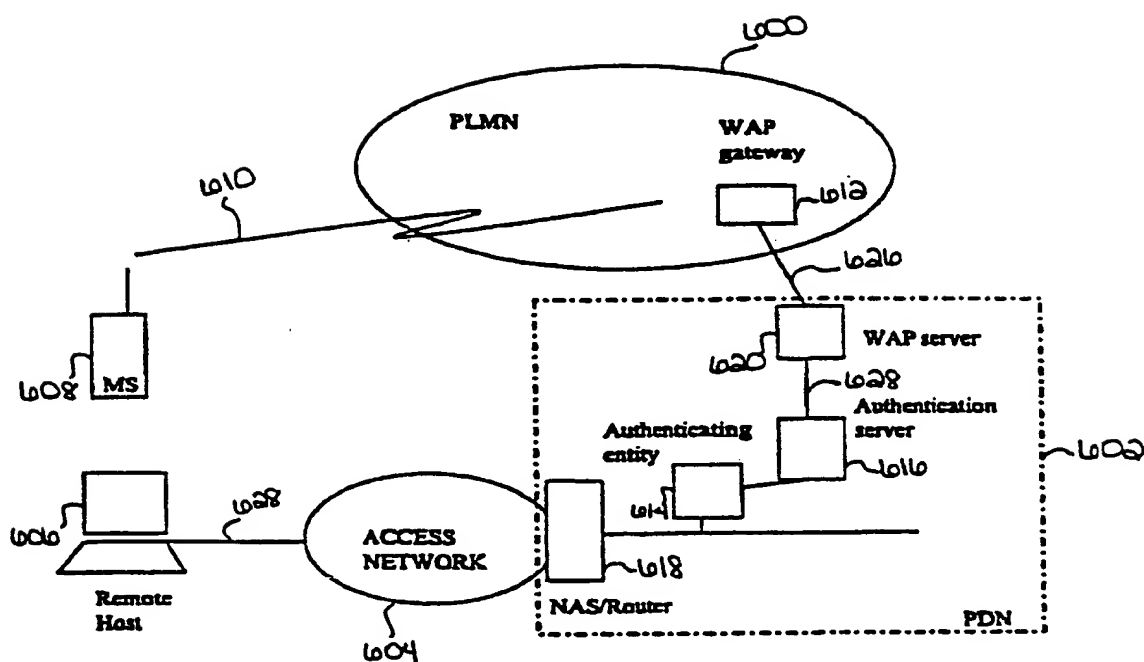 600
PLMN
WAP
gateway
610
612
626
WAP server
620
608
MS
628
Authentication
server
Authenticating
entity
602
616
614
606
628
ACCESS
NETWORK
618
Remote
Host
NAS/Router
PDN
604